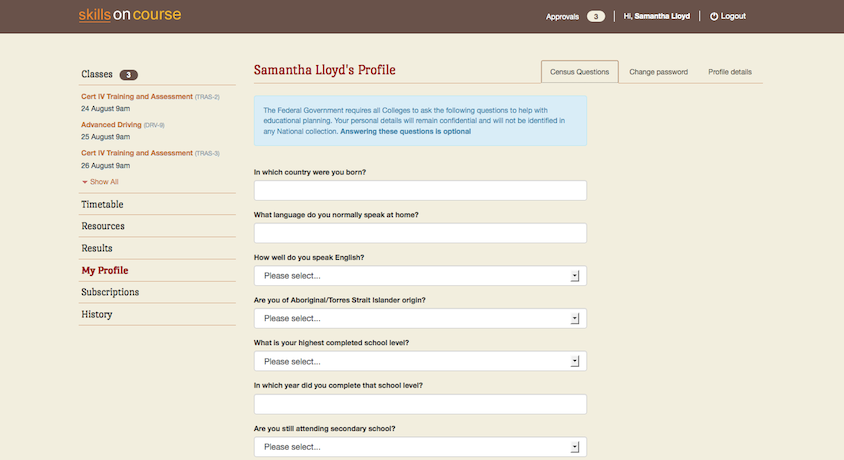 skillsoncourse
Approvals 3 Hi, Samantha Lloyd Logout
Classes 3
Cert IV Training and Assessment (TRAS-2)
24 August 9am
Advanced Driving (DRV-9)
25 August 9am
Cert IV Training and Assessment (TRAS-3)
26 August 9am
Show All
Timetable
Resources
Results
My Profile
Subscriptions
History
Samantha Lloyd's Profile
Census Questions Change password Profile details
The Federal Government requires all Colleges to ask the following questions to help with
educational planning. Your personal details will remain confidential and will not be identified in
any National collection. Answering these questions is optional
In which country were you born?
What language do you normally speak at home?
How well do you speak English?
Please select...
Are you of Aboriginal/Torres Strait Islander origin?
Please select...
What is your highest completed school level?
Please select...
In which year did you complete that school level?
Are you still attending secondary school?
Please select...